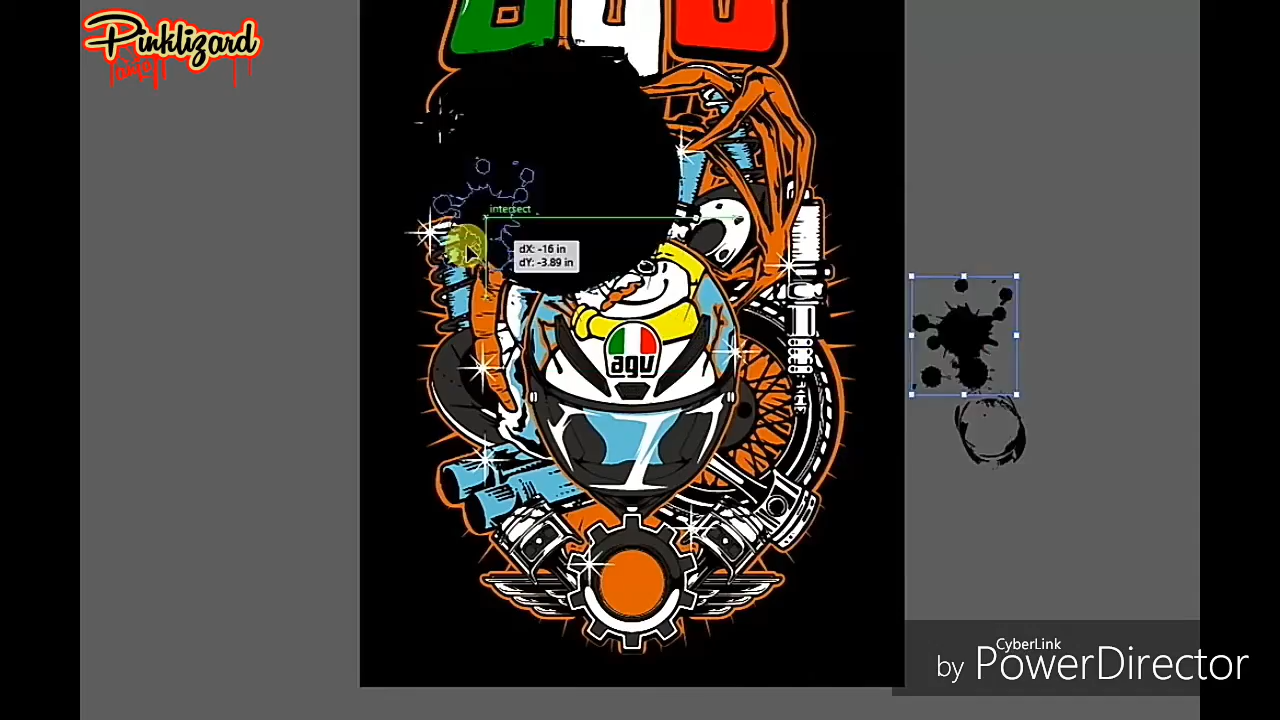 Pinklizard
intersect
dX: -16 in
dY: -3.89 in
agv
CyberLink
by PowerDirector